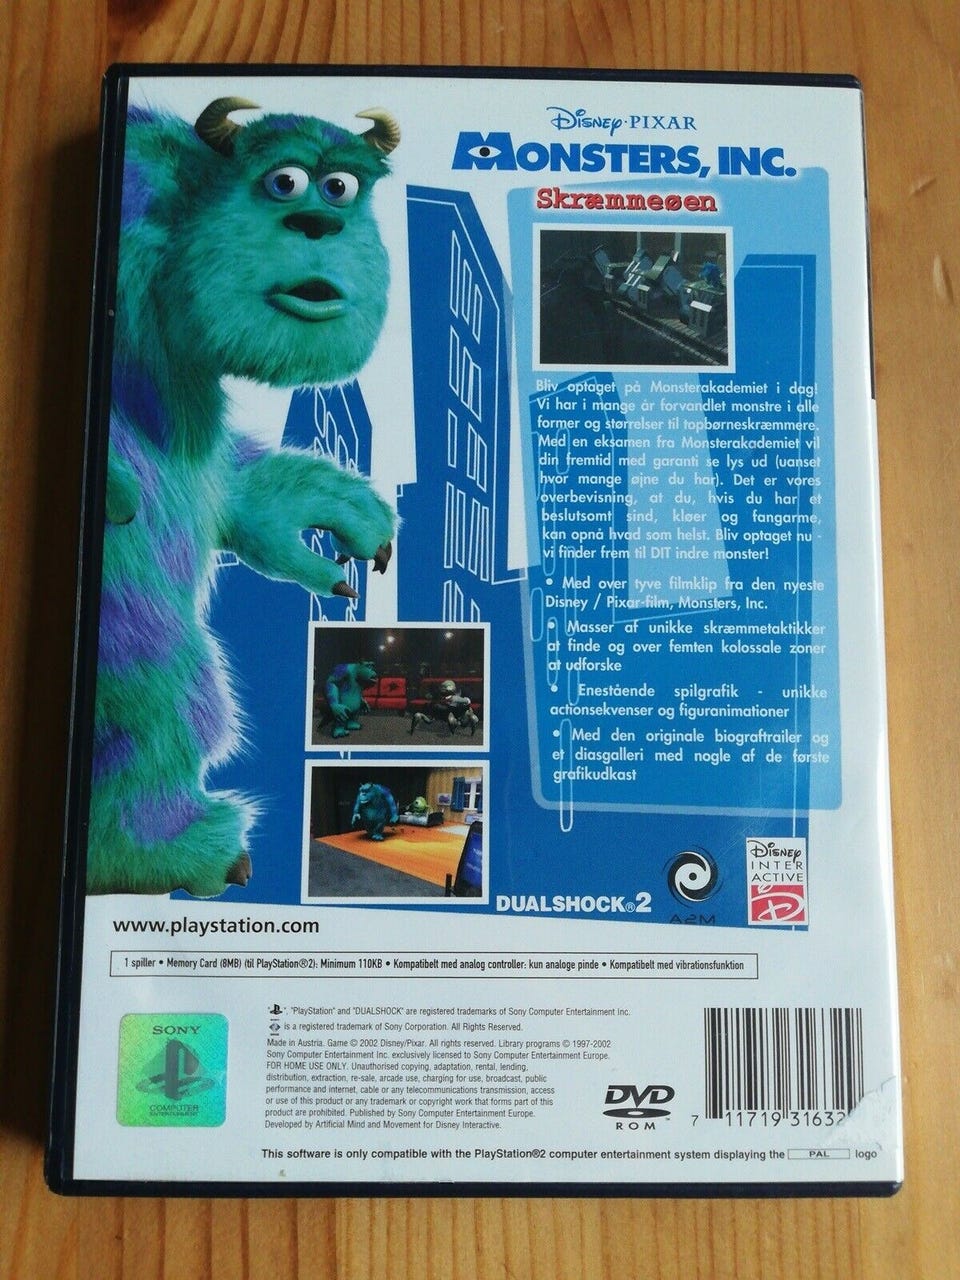 Disney·PIXAR
MONSTERS, INC.
Skræmmeøen
Bliv optaget på Monsterakademiet i dag!
Vi har i mange år forvandlet monstre i alle
former og størrelser til topbørneskræmmere.
Med en eksamen fra Monsterakademiet vil
din fremtid med garanti se lys ud (uanset
hvor mange øjne du har). Det er vores
overbevisning, at du, hvis du har et
beslutsomt sind, kløer og fangarme,
kan opnå hvad som helst. Bliv optaget nu -
vi finder frem til DIT indre monster!
• Med over tyve filmklip fra den nyeste
Disney / Pixar-film, Monsters, Inc.
• Masser af unikke skræmmetaktikker
at finde og over femten kolossale zoner
at udforske
• Enestående spilgrafik - unikke
actionsekvenser og figuranimationer
• Med den originale biograftrailer og
et diasgalleri med nogle af de første
grafikudkast
DUALSHOCK®2
A2M
Disney
INTER
ACTIVE
www.playstation.com
1 spiller • Memory Card (8MB) (til PlayStation®2): Minimum 110KB • Kompatibelt med analog controller: kun analoge pinde • Kompatibelt med vibrationsfunktion
SONY
COMPUTER
ENTERTAINMENT
" ", "PlayStation" and "DUALSHOCK" are registered trademarks of Sony Computer Entertainment Inc.
is a registered trademark of Sony Corporation. All Rights Reserved.
Made in Austria. Game © 2002 Disney/Pixar. All rights reserved. Library programs © 1997-2002
Sony Computer Entertainment Inc. exclusively licensed to Sony Computer Entertainment Europe.
FOR HOME USE ONLY. Unauthorised copying, adaptation, rental, lending,
distribution, extraction, re-sale, arcade use, charging for use, broadcast, public
performance and internet, cable or any telecommunications transmission, access
or use of this product or any trademark or copyright work that forms part of this
product are prohibited. Published by Sony Computer Entertainment Europe.
Developed by Artificial Mind and Movement for Disney Interactive.
DVD
ROM
7 11719 31632
This software is only compatible with the PlayStation®2 computer entertainment system displaying the PAL logo